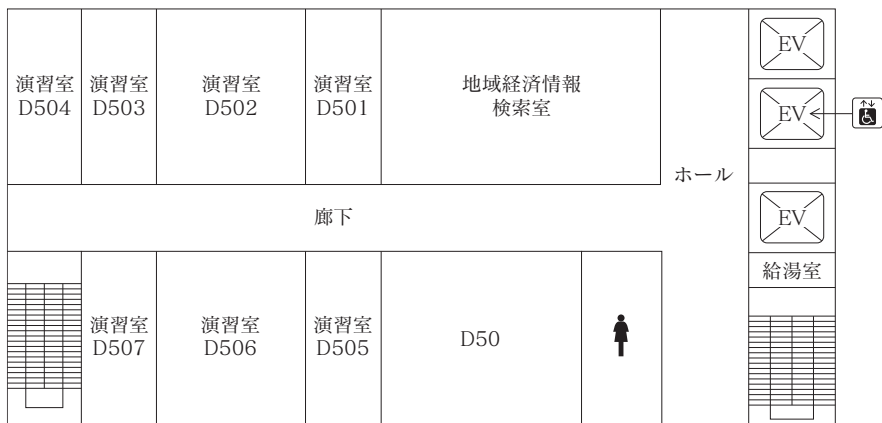 演習室
D504
演習室
D503
演習室
D502
演習室
D501
地域経済情報
検索室
EV
EV
ホール
廊下
EV
給湯室
演習室
D507
演習室
D506
演習室
D505
D50